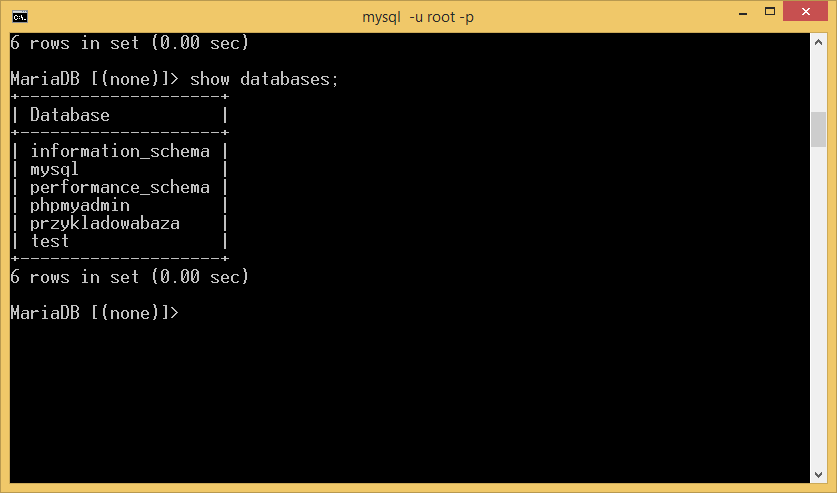 mysql -u root -p
6 rows in set (0.00 sec)
MariaDB [(none)]> show databases;
+--------------------+
| Database           |
+--------------------+
| information_schema |
| mysql              |
| performance_schema |
| phpmyadmin         |
| przykladowabaza    |
| test               |
+--------------------+
6 rows in set (0.00 sec)
MariaDB [(none)]>